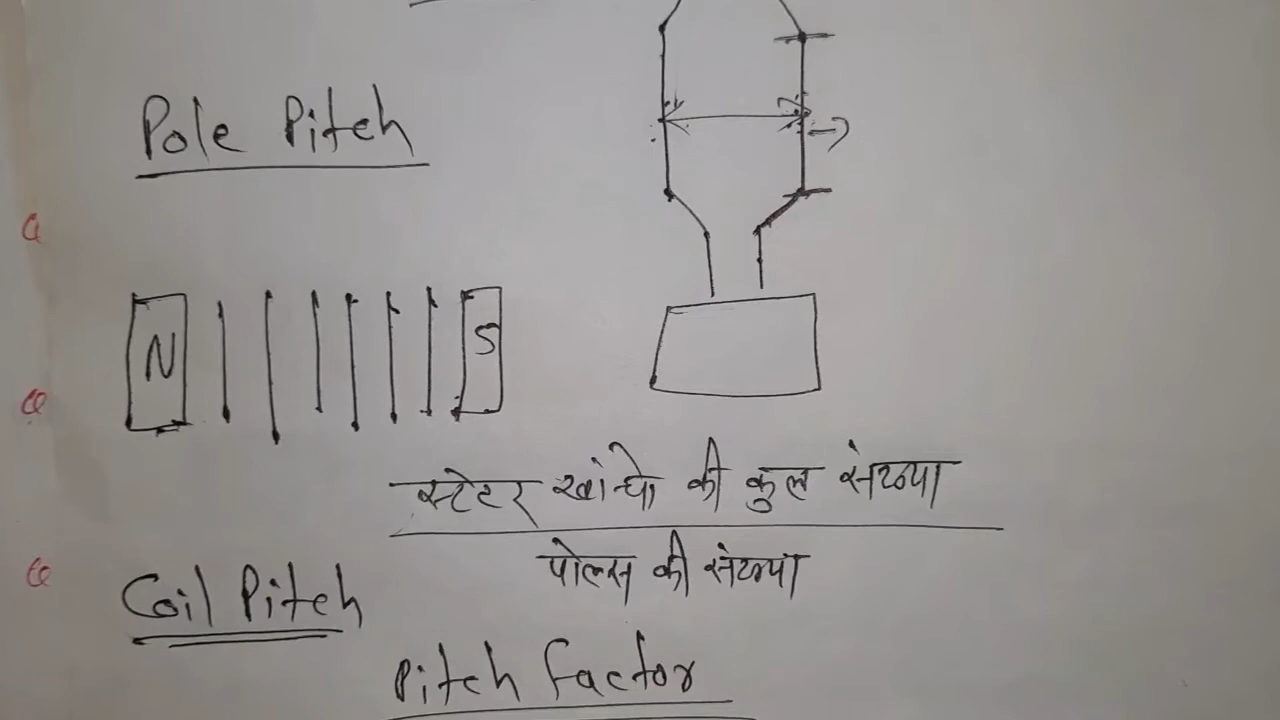 Pole Pitch
N S
स्टेटर खांचो की कुल संख्या
पोल्स की संख्या
Coil Pitch
Pitch factor